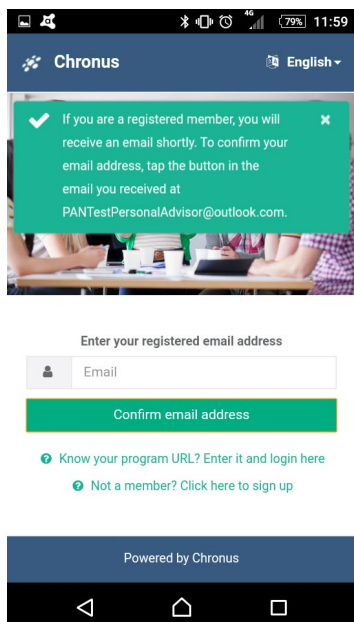 4G
79% 11:59
Chronus
English
If you are a registered member, you will
receive an email shortly. To confirm your
email address, tap the button in the
email you received at
PANTestPersonalAdvisor@outlook.com.
Enter your registered email address
Email
Confirm email address
Know your program URL? Enter it and login here
Not a member? Click here to sign up
Powered by Chronus